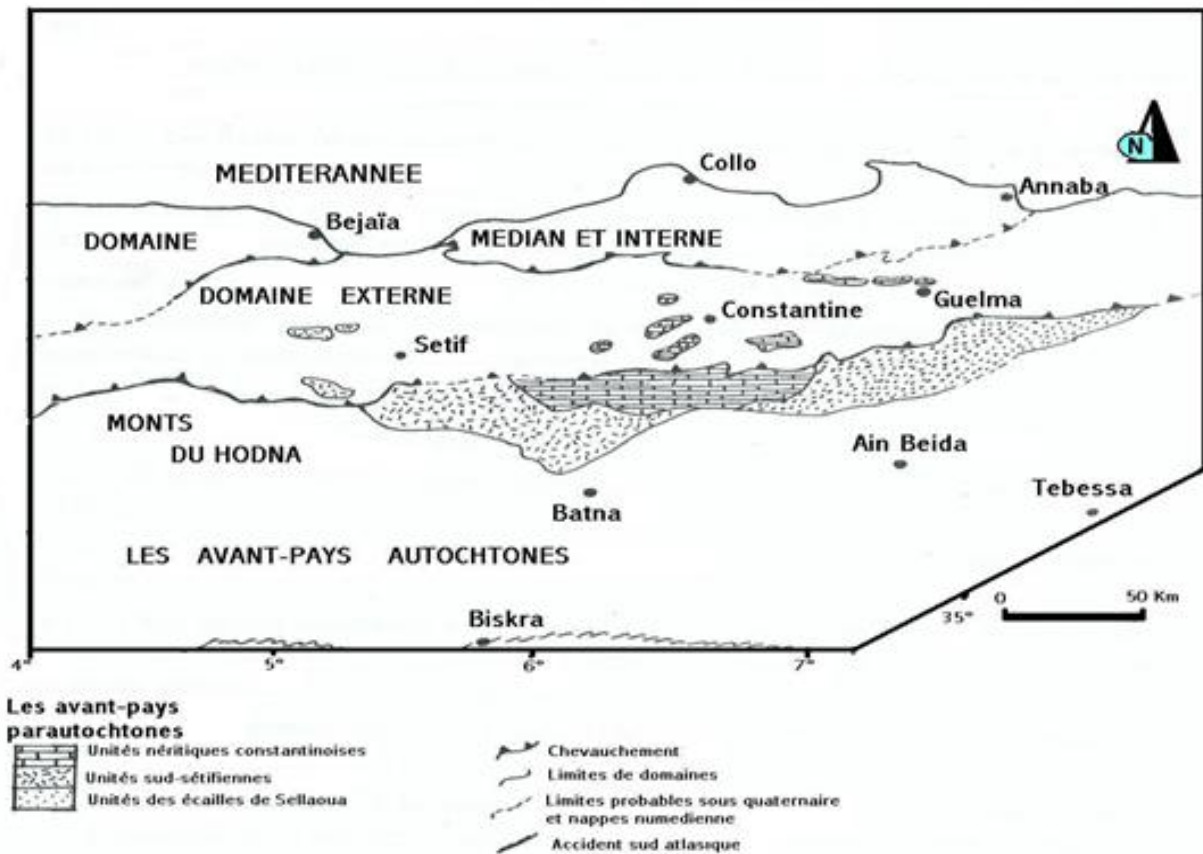 N
Collo
MEDITERANNEE
Annaba
Bejaïa
DOMAINE
MEDIAN ET INTERNE
DOMAINE EXTERNE
Guelma
Constantine
Setif
MONTS
DU HODNA
Ain Beida
Tebessa
Batna
LES AVANT-PAYS AUTOCHTONES
0 50 Km
35°
Biskra
4° 5° 6° 7°
Les avant-pays
parautochtones
Unités néritiques constantinoises
Unités sud-sétifiennes
Unités des écailles de Sellaoua
Chevauchement
Limites de domaines
Limites probables sous quaternaire
et nappes numedienne
Accident sud atlasique